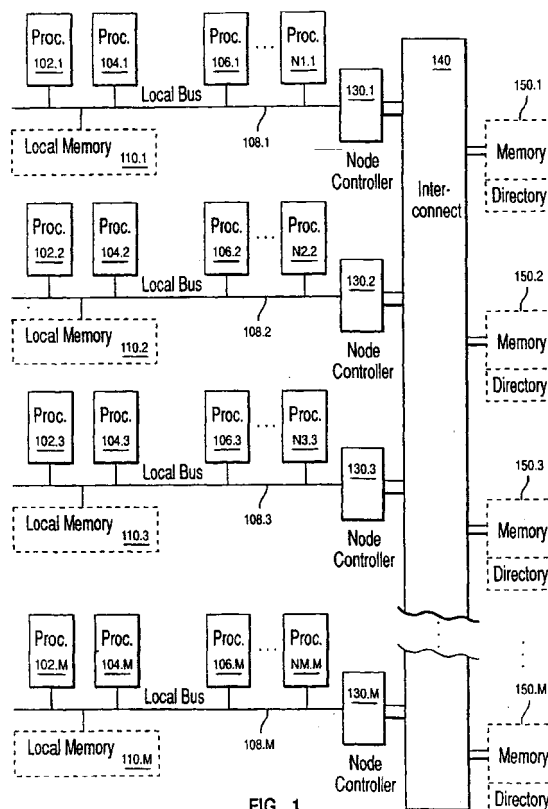 Proc. 102.1
Proc. 104.1
Proc. 106.1
Proc. N1.1
Local Bus
108.1
Local Memory 110.1
130.1
Node Controller
140
Inter-connect
150.1
Memory
Directory
Proc. 102.2
Proc. 104.2
Proc. 106.2
Proc. N2.2
Local Bus
108.2
Local Memory 110.2
130.2
Node Controller
150.2
Memory
Directory
Proc. 102.3
Proc. 104.3
Proc. 106.3
Proc. N3.3
Local Bus
108.3
Local Memory 110.3
130.3
Node Controller
150.3
Memory
Directory
Proc. 102.M
Proc. 104.M
Proc. 106.M
Proc. NM.M
Local Bus
108.M
Local Memory 110.M
130.M
Node Controller
150.M
Memory
Directory
FIG. 1